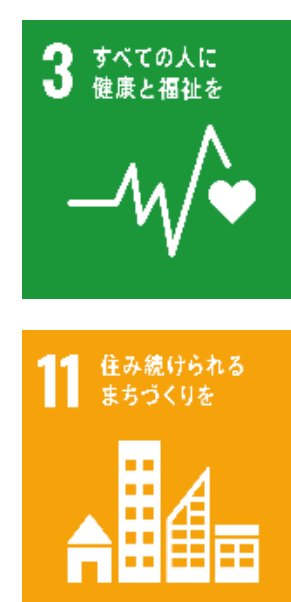 3
すべての人に
健康と福祉を
11
住み続けられる
まちづくりを